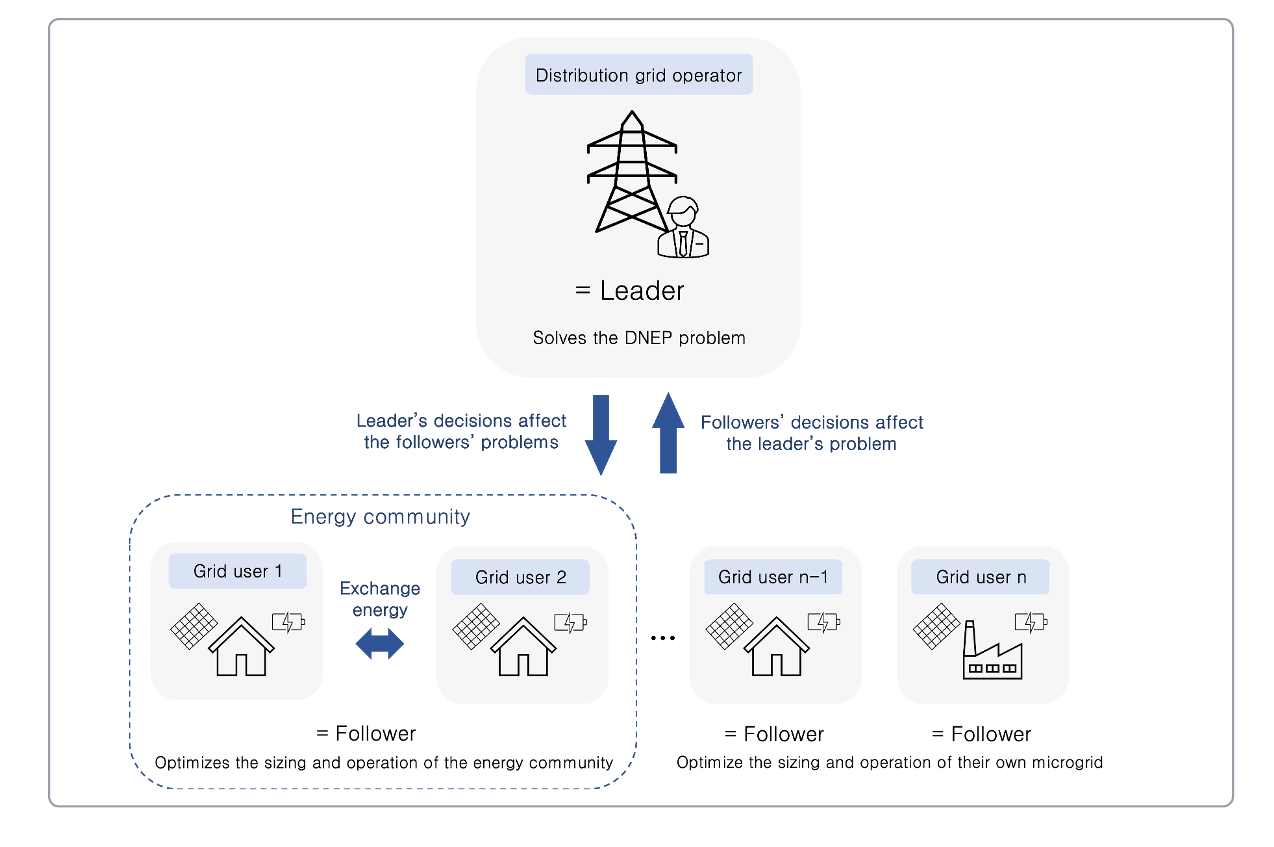 Distribution grid operator
= Leader
Solves the DNEP problem
Leader's decisions affect
the followers' problems
Followers' decisions affect
the leader's problem
Energy community
Grid user 1
Exchange
energy
Grid user 2
...
Grid user n-1
Grid user n
= Follower
Optimizes the sizing and operation of the energy community
= Follower
= Follower
Optimize the sizing and operation of their own microgrid